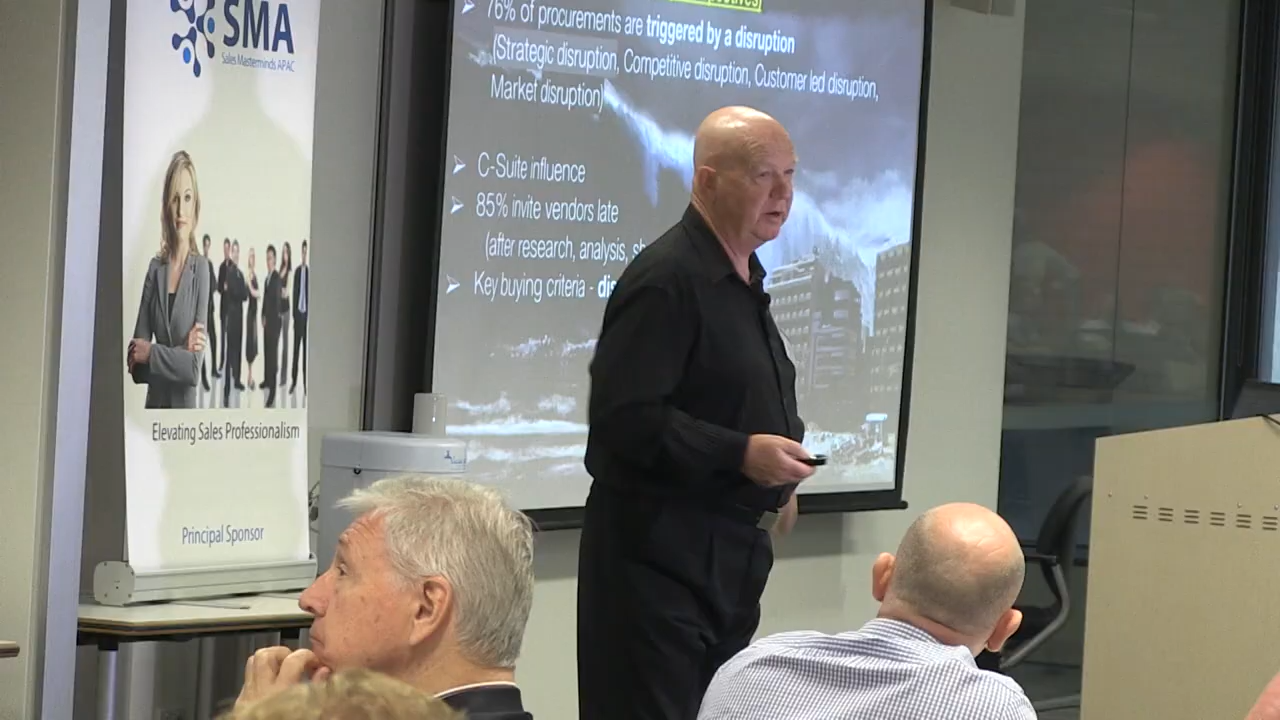 SMA
Sales Masterminds APAC
Elevating Sales Professionalism
Principal Sponsor
76% of procurements are triggered by a disruption
(Strategic disruption, Competitive disruption, Customer led disruption,
Market disruption)
C-Suite influence
85% invite vendors late
(after research, analysis,
Key buying criteria -